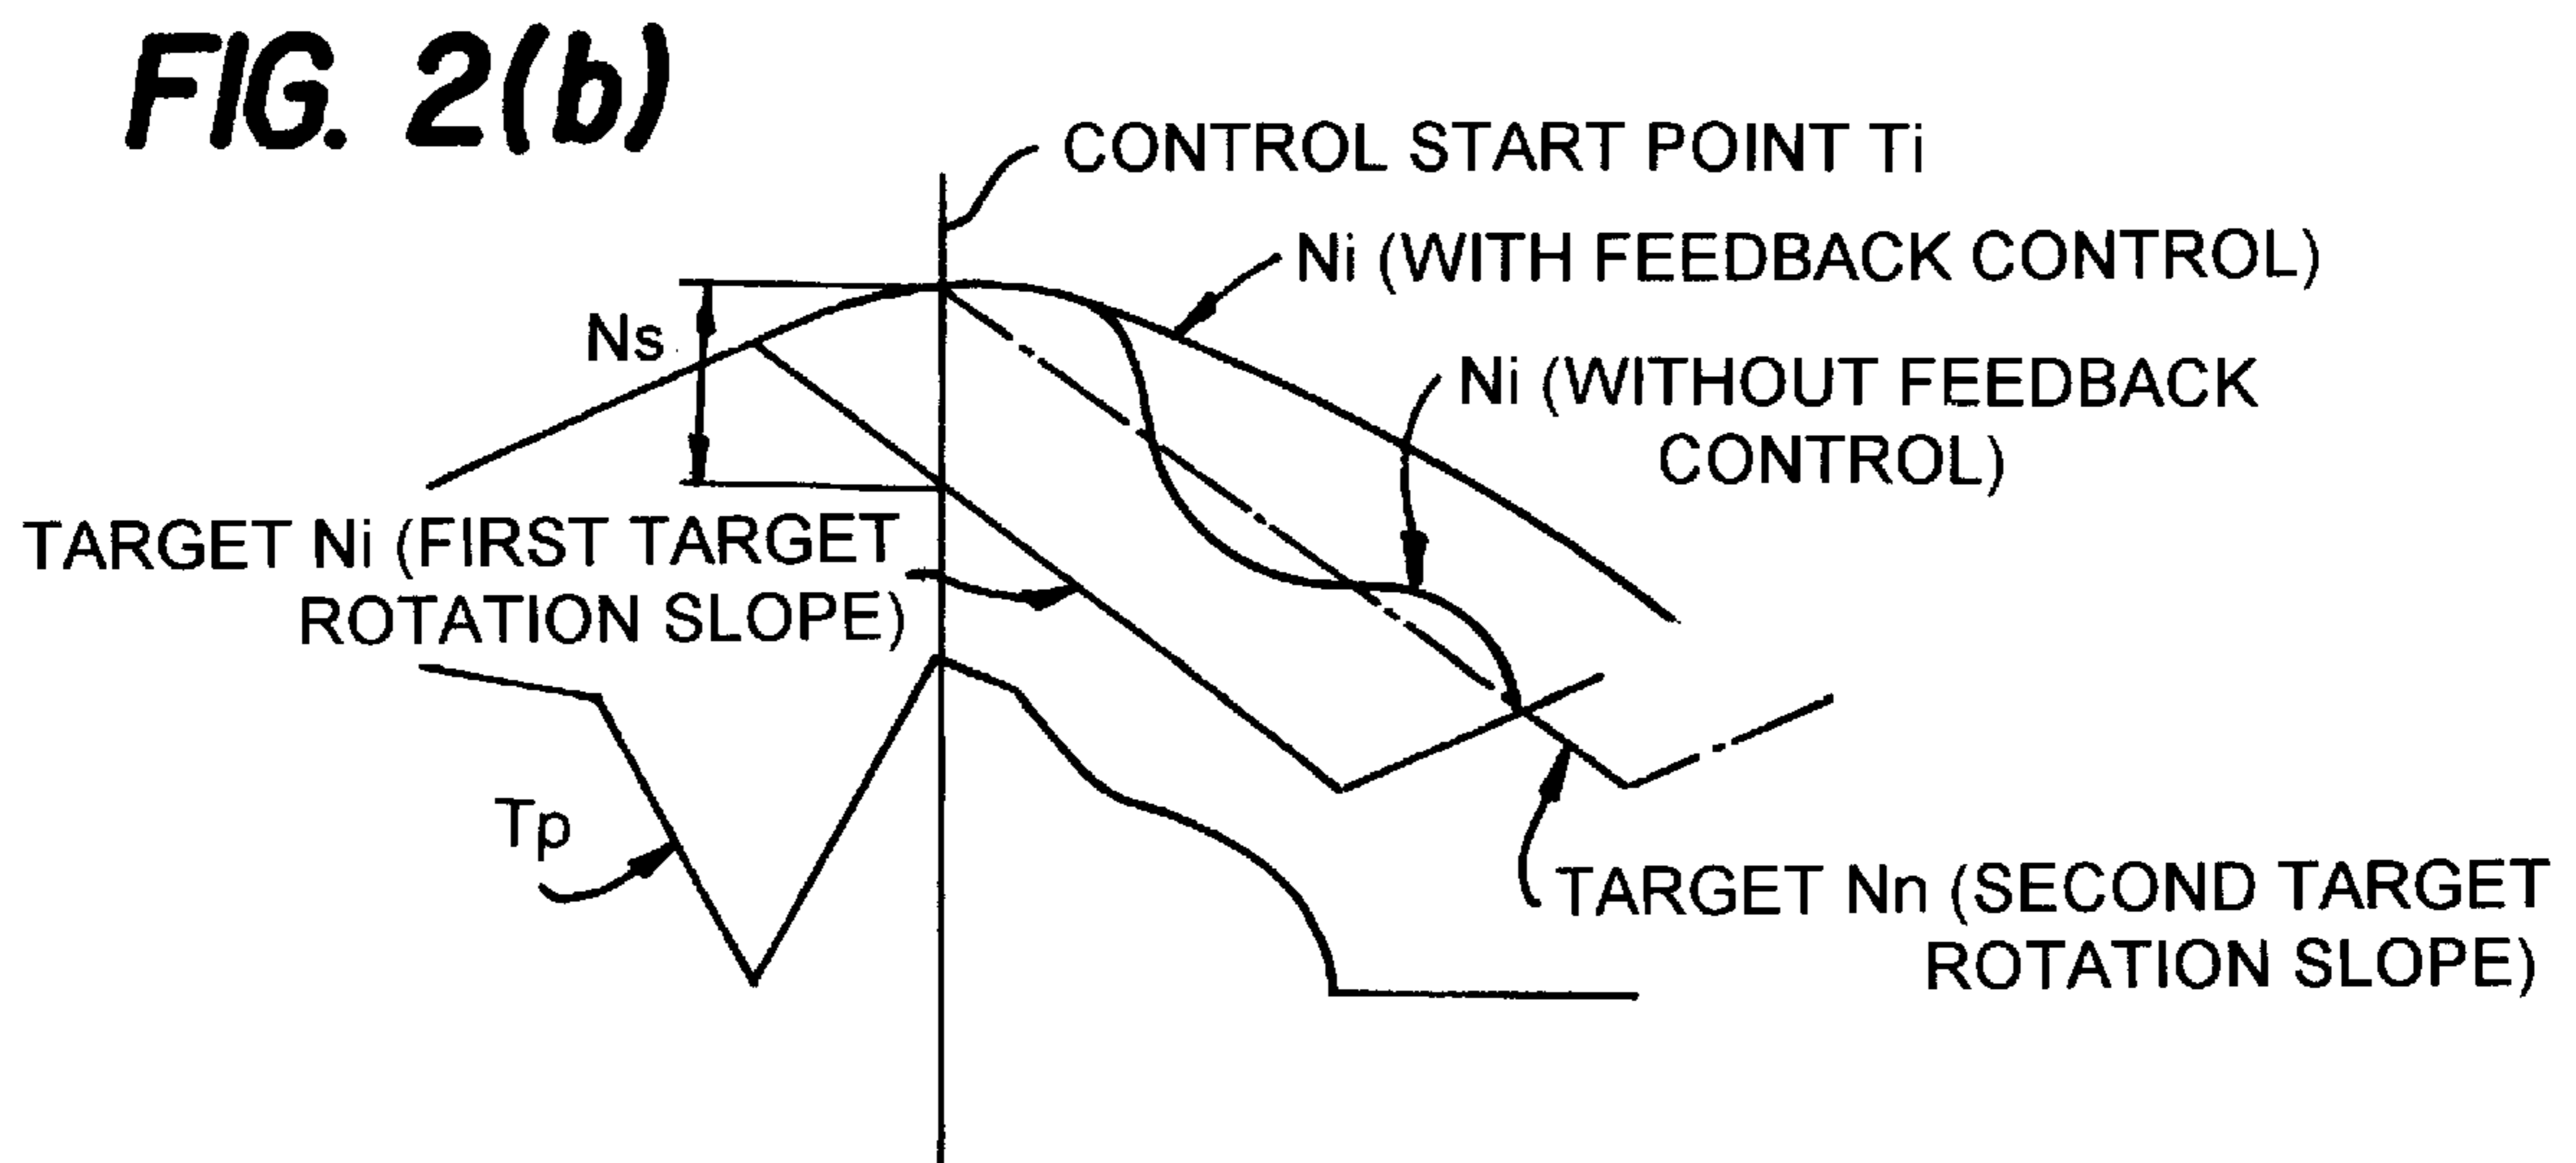 FIG. 2(b)
CONTROL START POINT Ti
Ni (WITH FEEDBACK CONTROL)
Ns
Ni (WITHOUT FEEDBACK
CONTROL)
TARGET Ni (FIRST TARGET
ROTATION SLOPE)
Tp
TARGET Nn (SECOND TARGET
ROTATION SLOPE)